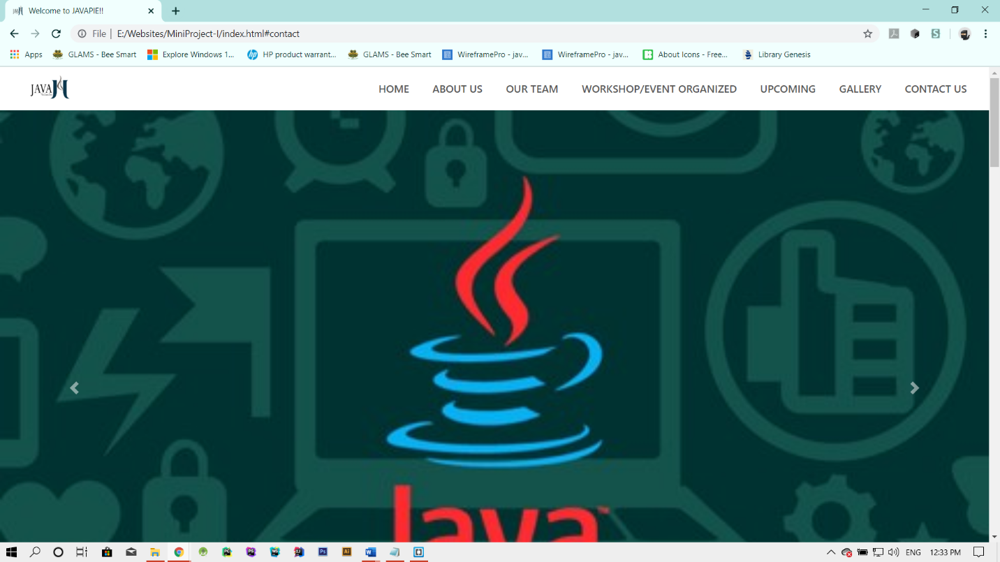 Welcome to JAVAPIE!!
File | E:/Websites/MiniProject-I/index.html#contact
Apps GLAMS - Bee Smart Explore Windows 1... HP product warrant... GLAMS - Bee Smart WireframePro - jav... WireframePro - jav... About Icons - Free... Library Genesis
JAVA
HOME ABOUT US OUR TEAM WORKSHOP/EVENT ORGANIZED UPCOMING GALLERY CONTACT US
Java™
ENG 12:33 PM